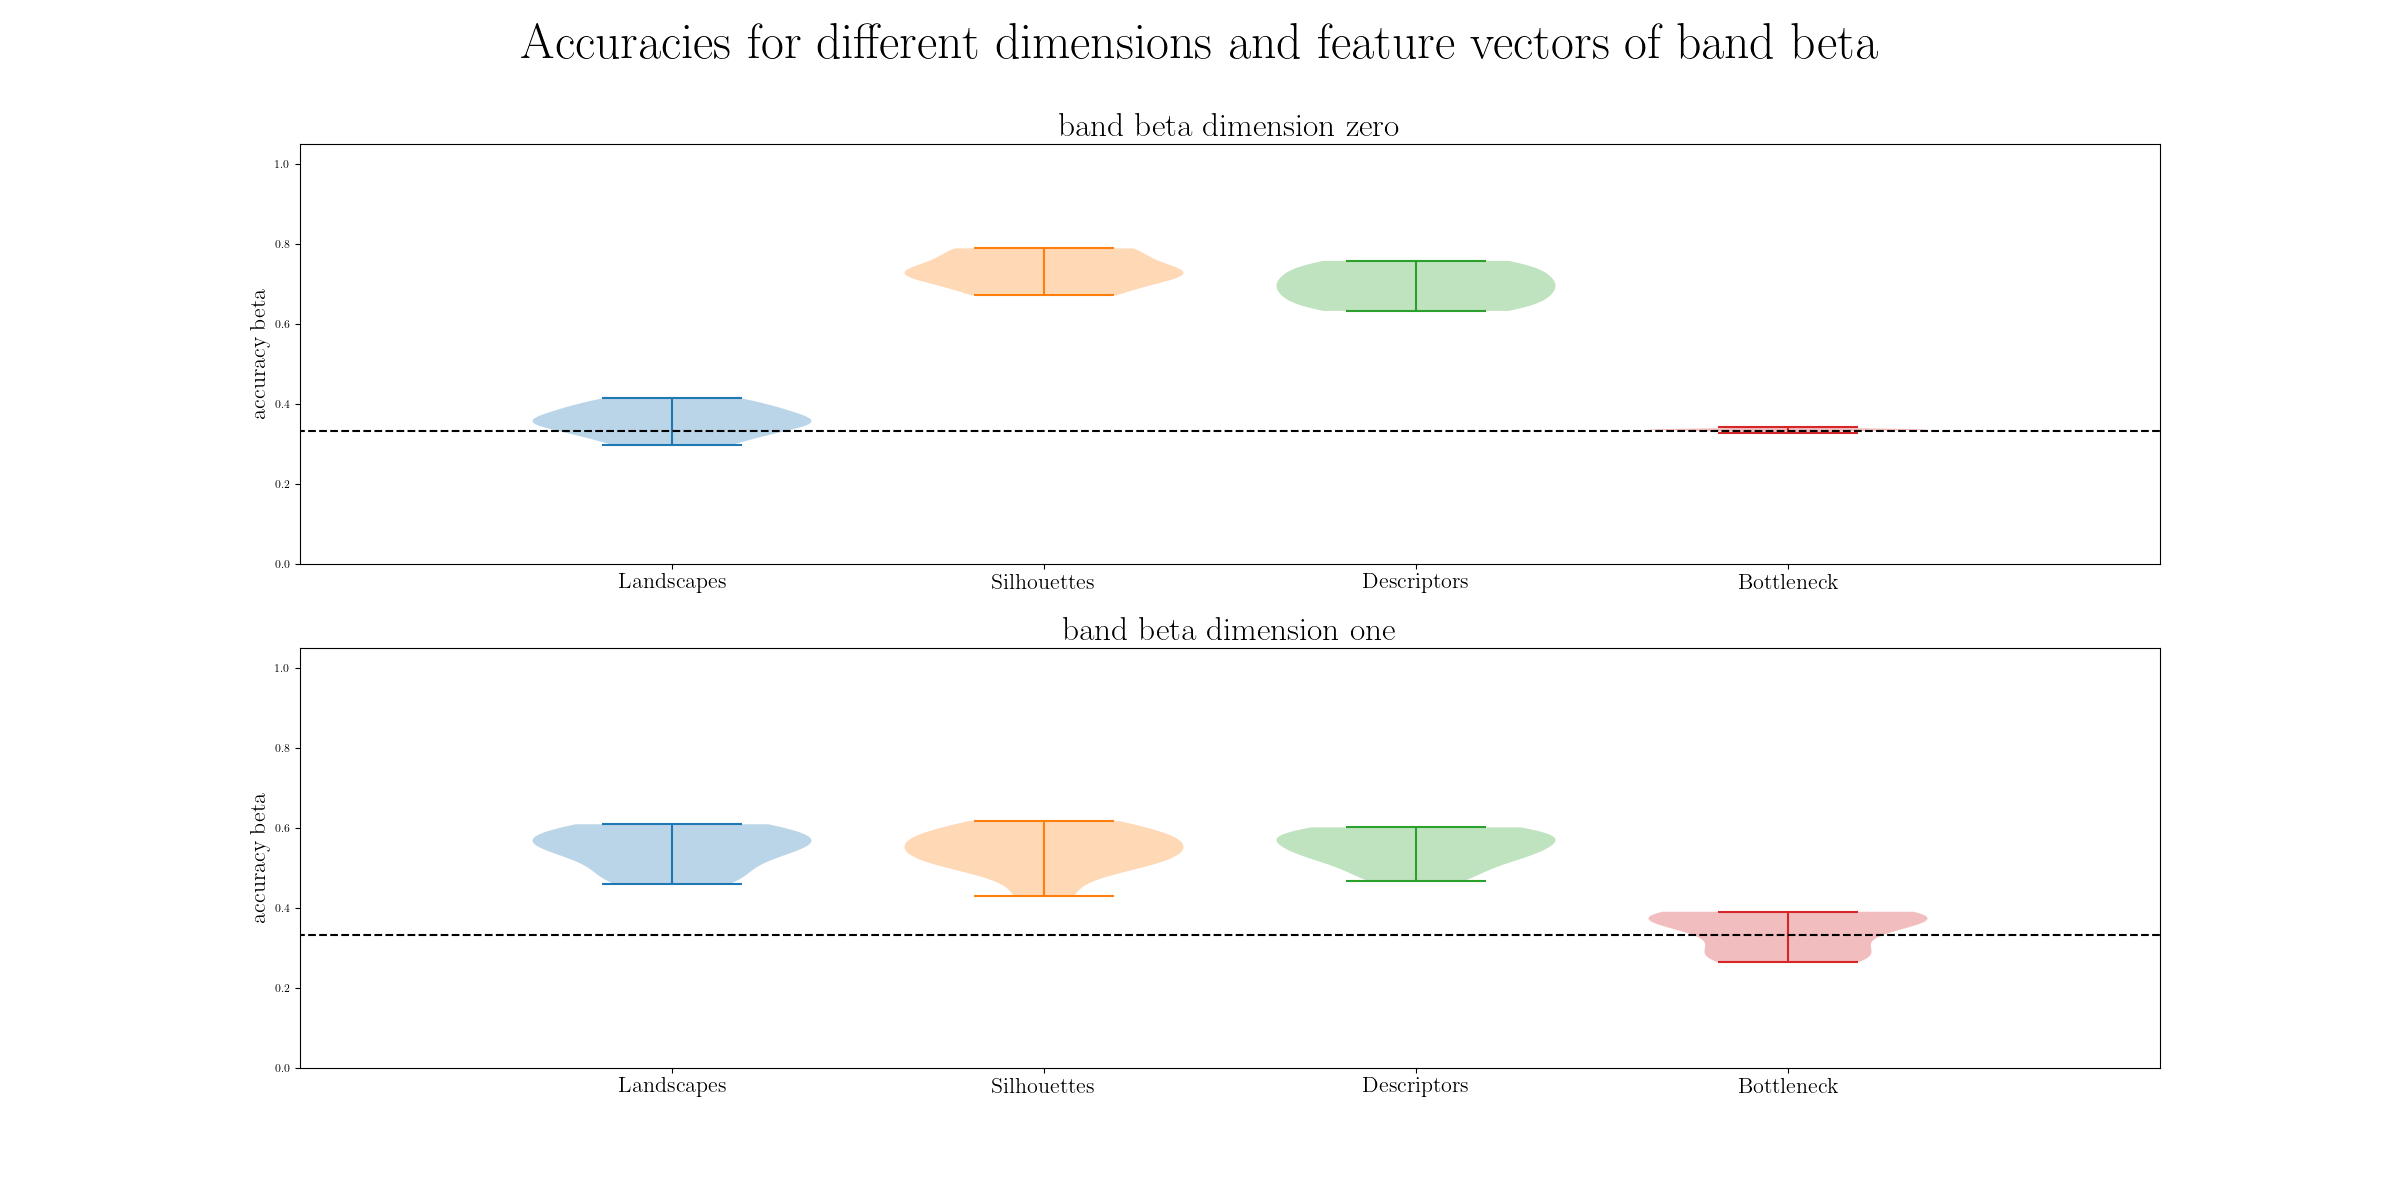 Accuracies for different dimensions and feature vectors of band beta
band beta dimension zero
1.0
0.8
0.6
0.4
0.2
0.0
accuracy beta
Landscapes Silhouettes Descriptors Bottleneck
band beta dimension one
1.0
0.8
0.6
0.4
0.2
0.0
accuracy beta
Landscapes Silhouettes Descriptors Bottleneck